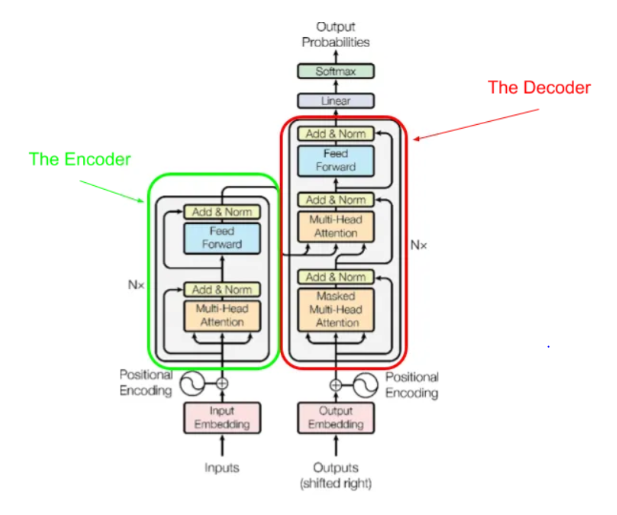 Output
Probabilities
Softmax
Linear
The Decoder
Add & Norm
Feed
Forward
Add & Norm
Multi-Head
Attention
Nx
Add & Norm
Masked
Multi-Head
Attention
Positional
Encoding
Output
Embedding
Outputs
(shifted right)
The Encoder
Add & Norm
Feed
Forward
Nx
Add & Norm
Multi-Head
Attention
Positional
Encoding
Input
Embedding
Inputs